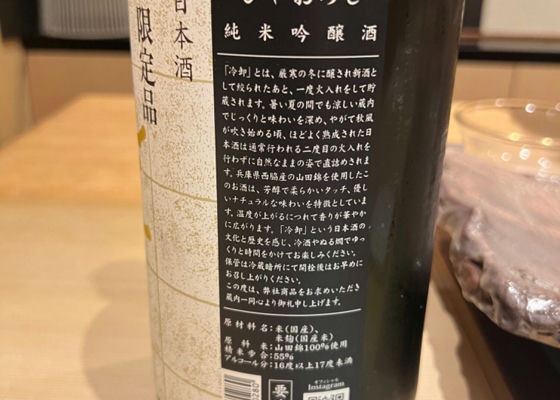 日本酒
限定品
純米吟醸酒
「冷卸」とは、厳寒の冬に醸され新酒
として絞られたあと、一度火入れをして貯
蔵されます。暑い夏の間でも涼しい蔵内
でじっくりと味わいを深め、やがて秋風
が吹き始める頃、ほどよく熟成された日
本酒は通常行われる二度目の火入れを
行わずに自然なままの姿で直詰めされま
す。兵庫県西脇産の山田錦を使用したこ
のお酒は、芳醇で柔らかいタッチ、優し
いナチュラルな味わいを特徴としていま
す。温度が上がるにつれて香りが華やか
に広がります。「冷卸」という日本酒の
文化と歴史を感じ、冷酒やぬる燗でゆっ
くりと時間をかけてお楽しみください。
保管は冷蔵暗所にて開栓後はお早めに
お召し上がりください。
この度は、弊社商品をお求めいただき
蔵内一同心より御礼申し上げます。
原材料名:米(国産)、
米麹(国産米)
原料米:山田錦100%使用
精米歩合:55%
アルコール分:16度以上17度未満
要
オフィシャル
Instagram